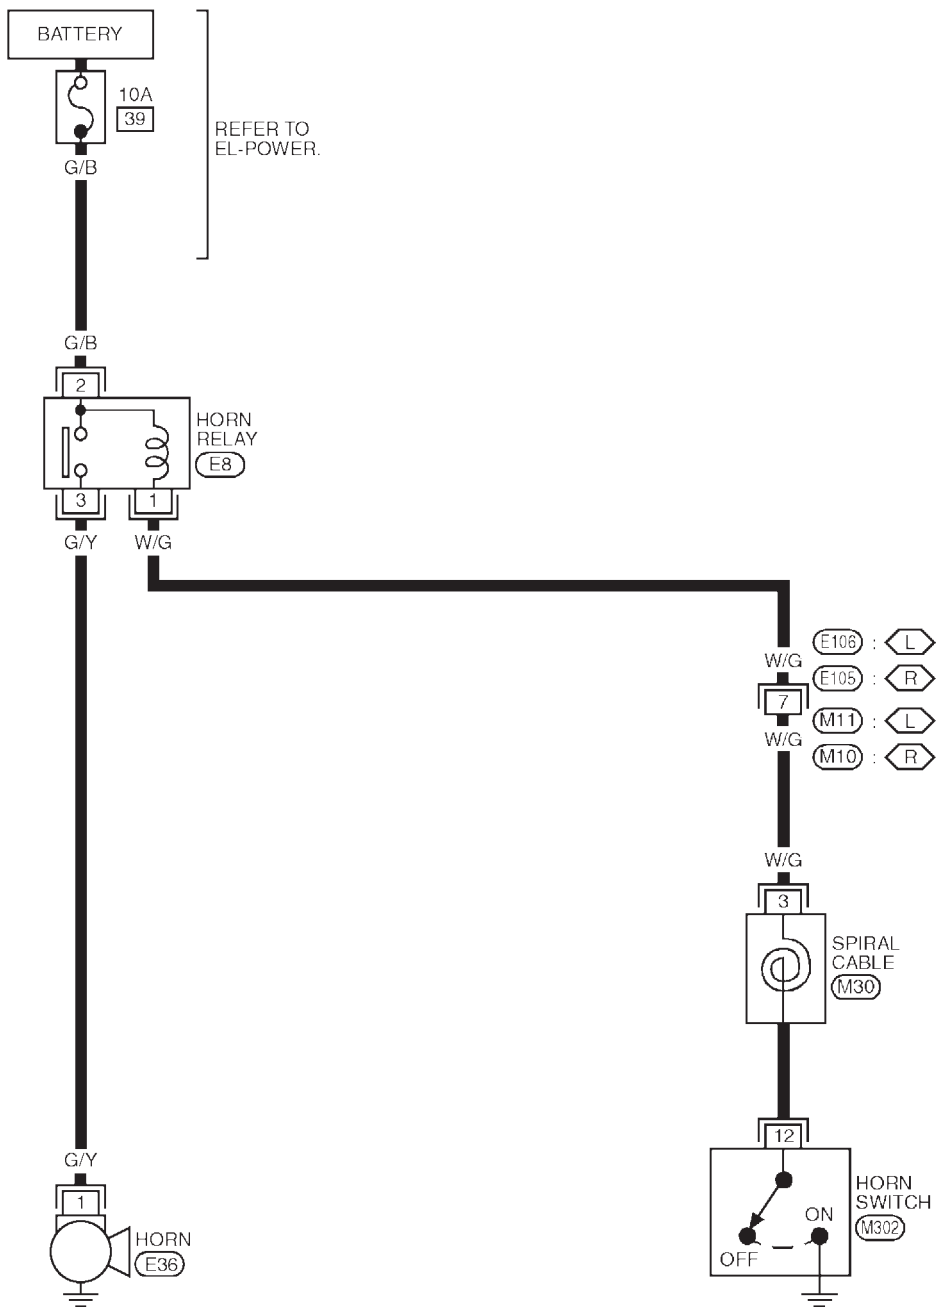 BATTERY
10A
39
REFER TO
EL-POWER.
G/B
G/B
2
HORN
RELAY
E8
3
1
G/Y
W/G
E106 : L
W/G
E105 : R
7
M11 : L
W/G
M10 : R
W/G
3
SPIRAL
CABLE
M30
12
G/Y
1
HORN
E36
HORN
SWITCH
M302
ON
OFF